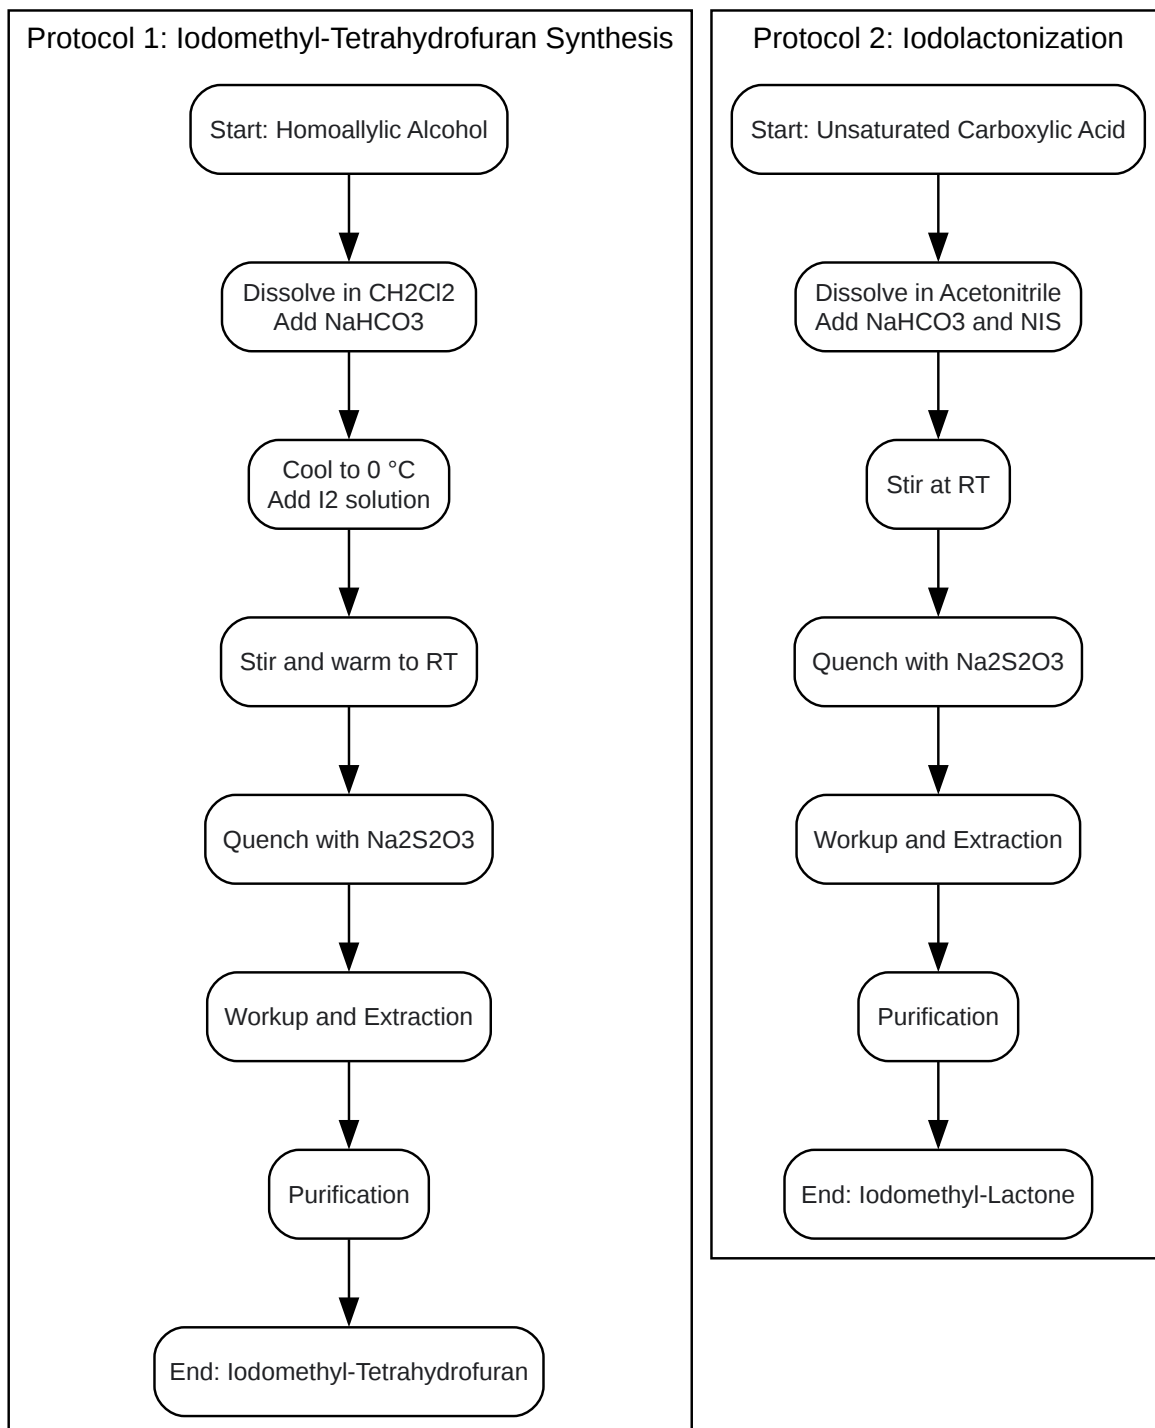 Protocol 1: Iodomethyl-Tetrahydrofuran Synthesis
Start: Homoallylic Alcohol
Dissolve in CH2Cl2
Add NaHCO3
Cool to 0 °C
Add I2 solution
Stir and warm to RT
Quench with Na2S2O3
Workup and Extraction
Purification
End: Iodomethyl-Tetrahydrofuran
Protocol 2: Iodolactonization
Start: Unsaturated Carboxylic Acid
Dissolve in Acetonitrile
Add NaHCO3 and NIS
Stir at RT
Quench with Na2S2O3
Workup and Extraction
Purification
End: Iodomethyl-Lactone